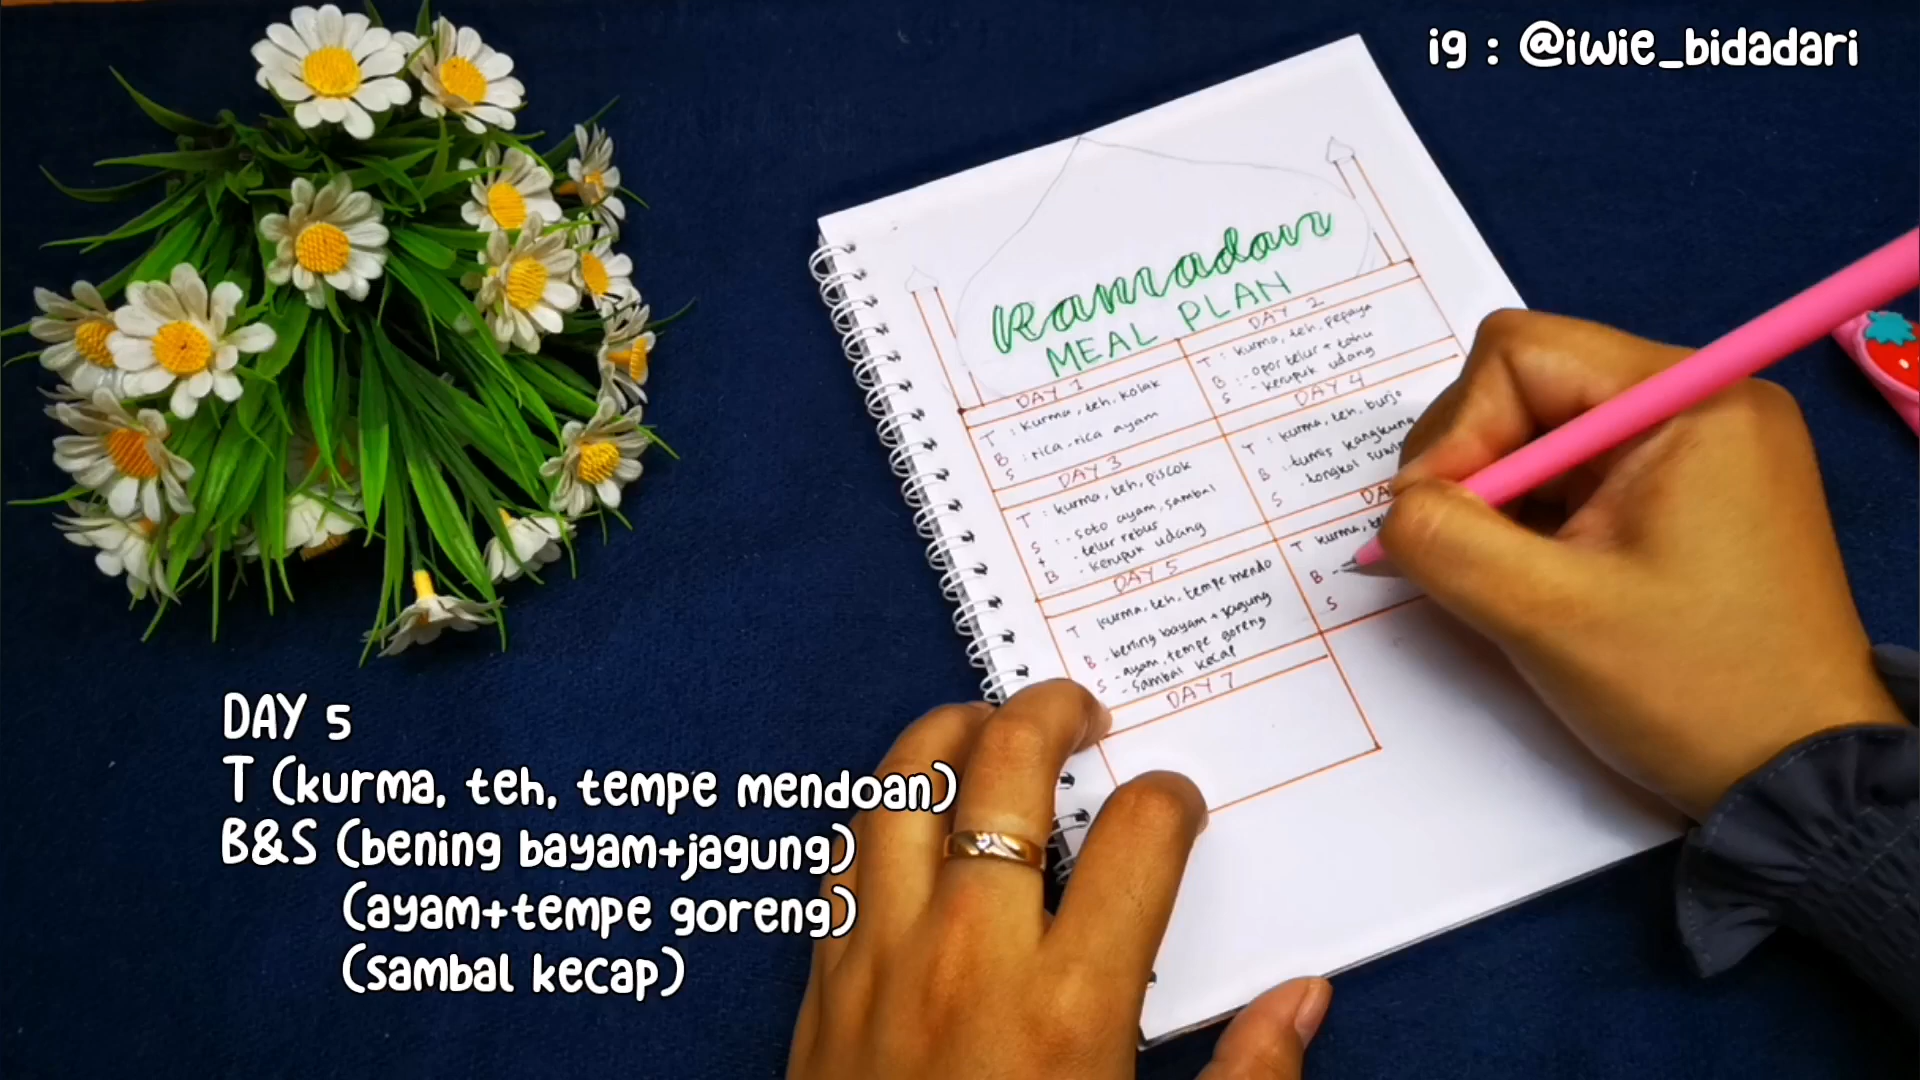 ig : @iwie_bidadari
Ramadan
MEAL PLAN
DAY 1
T : kurma, teh, kolak
B : rica-rica ayam
S
DAY 2
T : kurma, teh, pepaya
B : - opor telur + tahu
S - kerupuk udang
DAY 3
T : kurma, teh, piscok
S : - soto ayam, sambal
+ - telur rebus
B - kerupuk udang
DAY 4
T : kurma, teh, burjo
B : tumis kangkung
S - tongkol
DAY 5
T kurma, teh, tempe mendo
B - bening bayam + jagung
S - ayam, tempe goreng
- sambal kecap
T kurma,
B -
S
DAY 7
DAY 5
T (kurma, teh, tempe mendoan)
B&S (bening bayam+jagung)
(ayam+tempe goreng)
(sambal kecap)